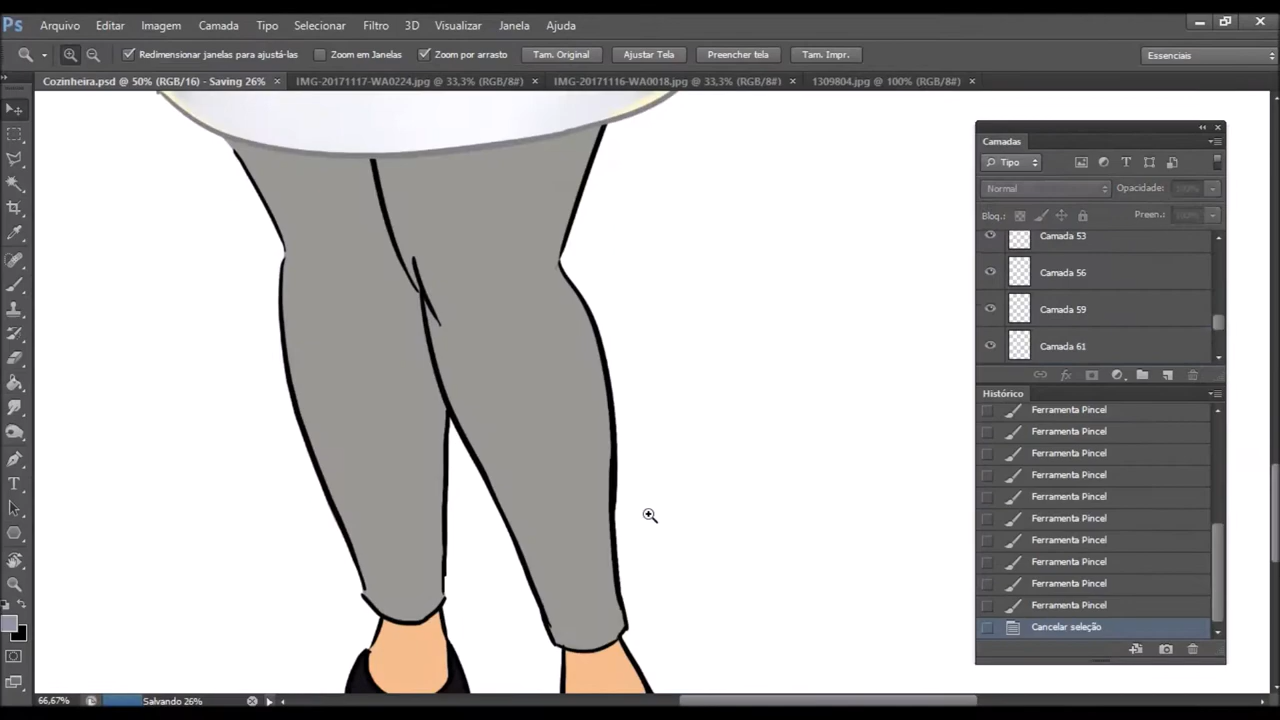 Ps Arquivo Editar Imagem Camada Tipo Selecionar Filtro 3D Visualizar Janela Ajuda
Redimensionar janelas para ajustá-las Zoom em Janelas Zoom por arrasto Tam. Original Ajustar Tela Preencher tela Tam. Impr. Essenciais
Cozinheira.psd @ 50% (RGB/16) - Saving 26% × IMG-20171117-WA0224.jpg @ 33,3% (RGB/8#) × IMG-20171116-WA0018.jpg @ 33,3% (RGB/8#) × 1309804.jpg @ 100% (RGB/8*) ×
Camadas
Tipo
Normal Opacidade: 100%
Bloq.: Preen.: 100%
Camada 53
Camada 56
Camada 59
Camada 61
fx
Histórico
Ferramenta Pincel
Ferramenta Pincel
Ferramenta Pincel
Ferramenta Pincel
Ferramenta Pincel
Ferramenta Pincel
Ferramenta Pincel
Ferramenta Pincel
Ferramenta Pincel
Ferramenta Pincel
Cancelar seleção
66,67% Salvando 26%